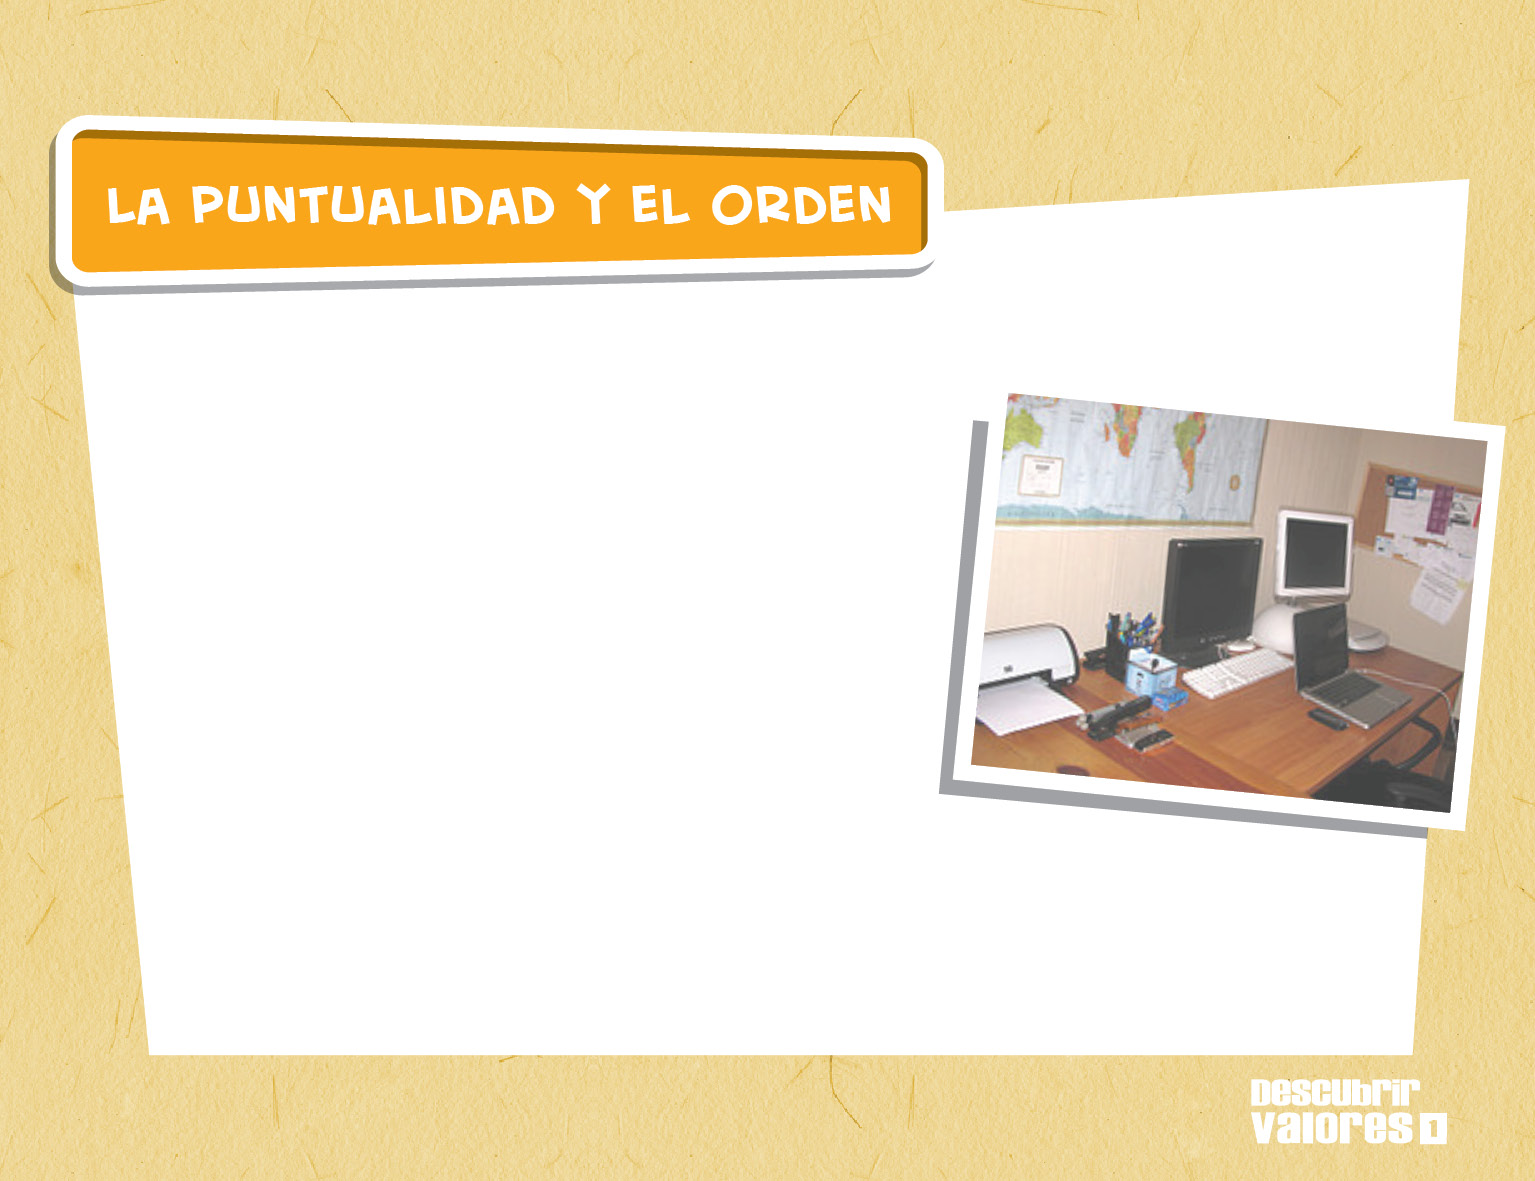 LA PUNTUALIDAD Y EL ORDEN
Descubrir
valores 1